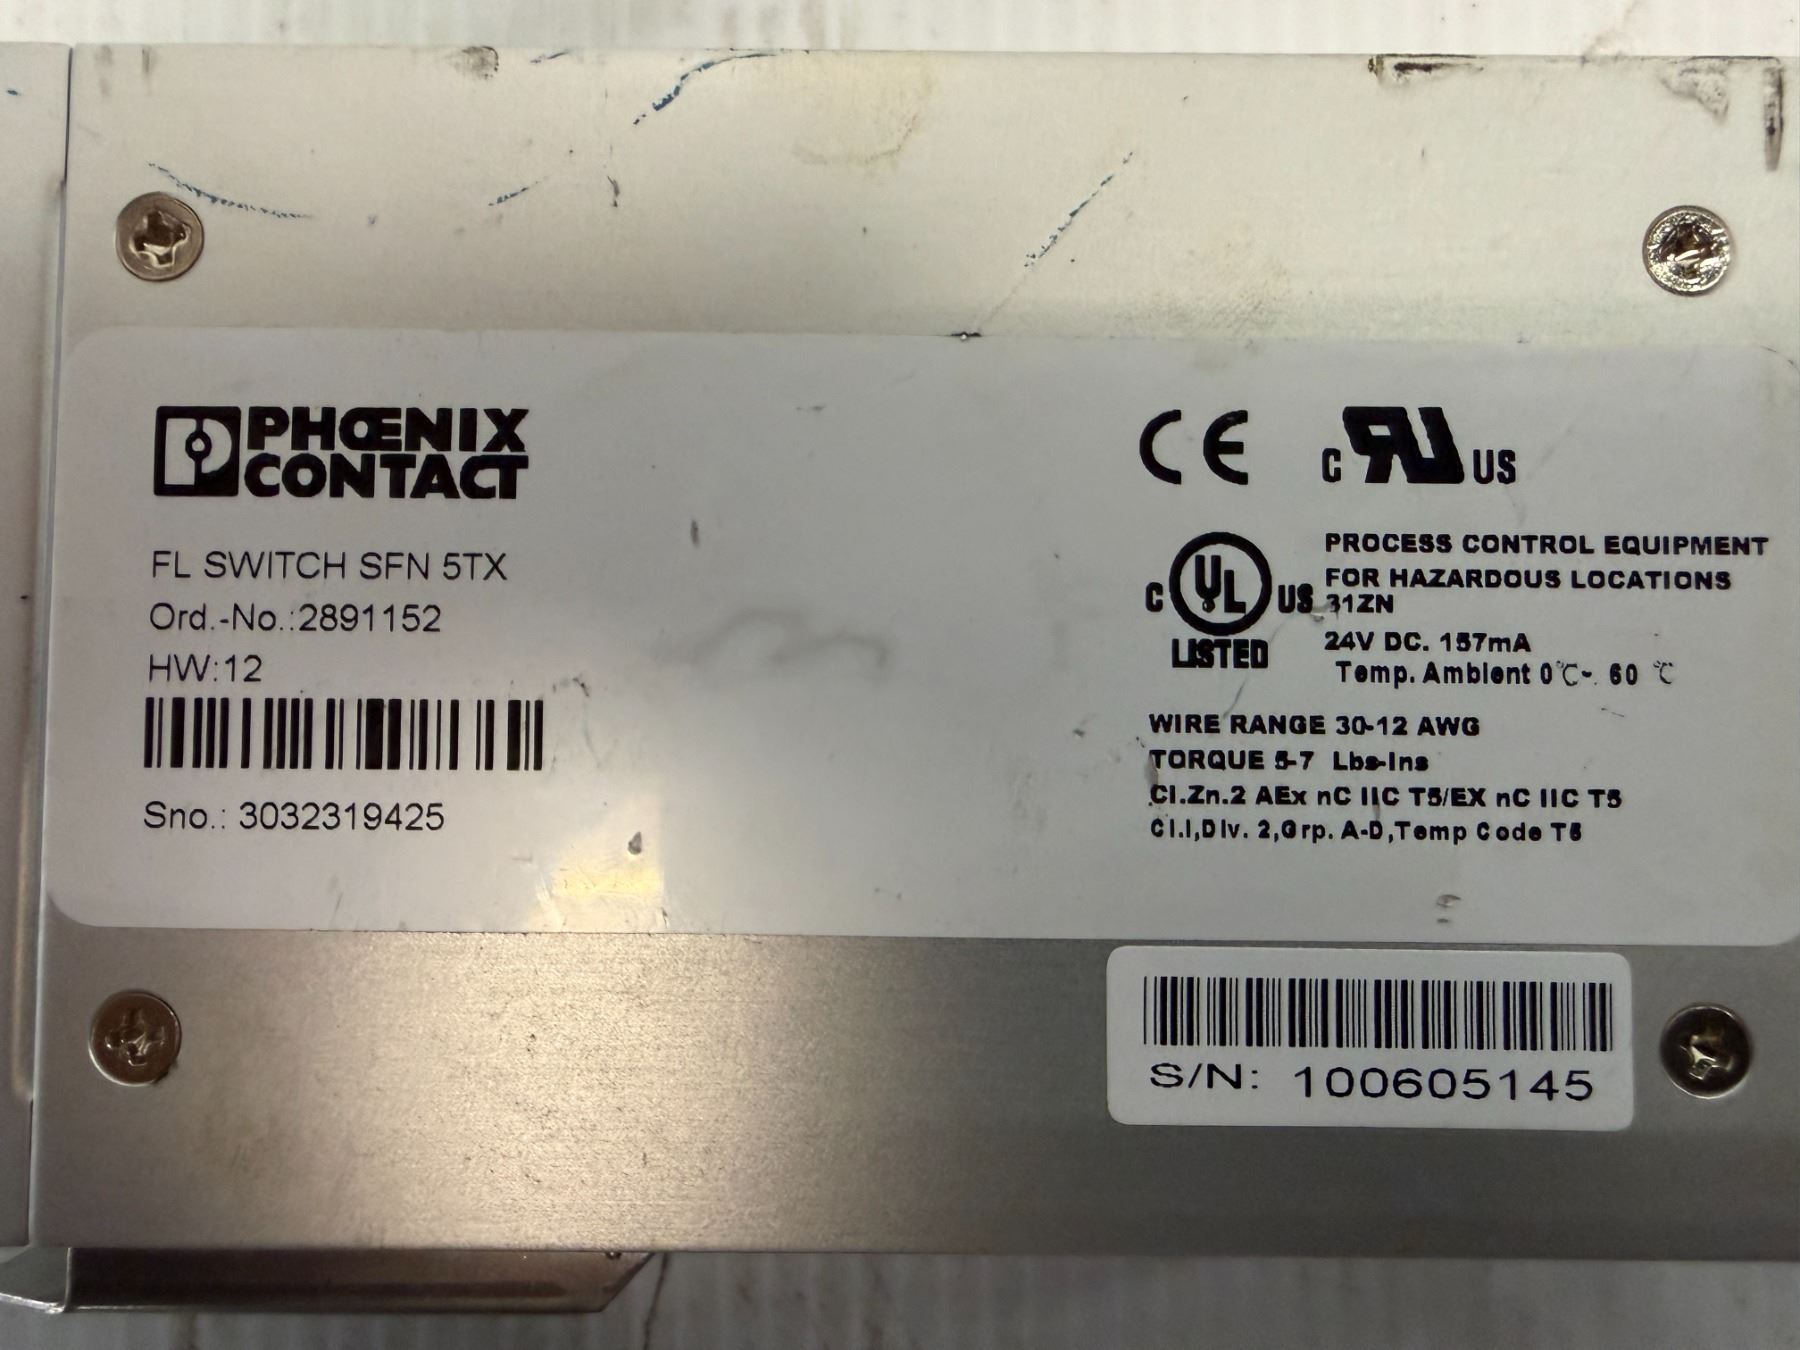 PHŒNIX
CONTACT
FL SWITCH SFN 5TX
Ord.-No.:2891152
HW:12
Sno.: 3032319425
CE
c RU US
C UL US
LISTED
PROCESS CONTROL EQUIPMENT
FOR HAZARDOUS LOCATIONS
31ZN
24V DC. 157mA
Temp. Ambient 0℃~ 60 ℃
WIRE RANGE 30-12 AWG
TORQUE 5-7 Lbs-Ins
Cl.Zn.2 AEx nC IIC T5/EX nC IIC T5
Cl.I,Div. 2,Grp. A-D,Temp Code T5
S/N: 100605145